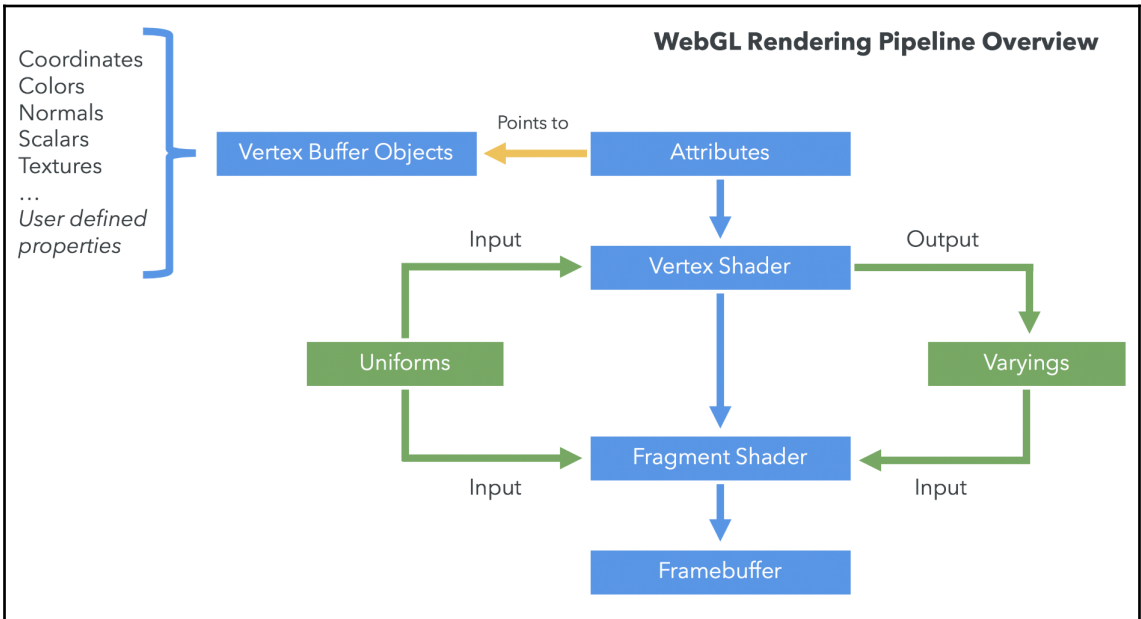 WebGL Rendering Pipeline Overview
Coordinates
Colors
Normals
Scalars
Textures
…
User defined
properties
Vertex Buffer Objects
Points to
Attributes
Input
Vertex Shader
Output
Uniforms
Varyings
Fragment Shader
Input
Input
Framebuffer